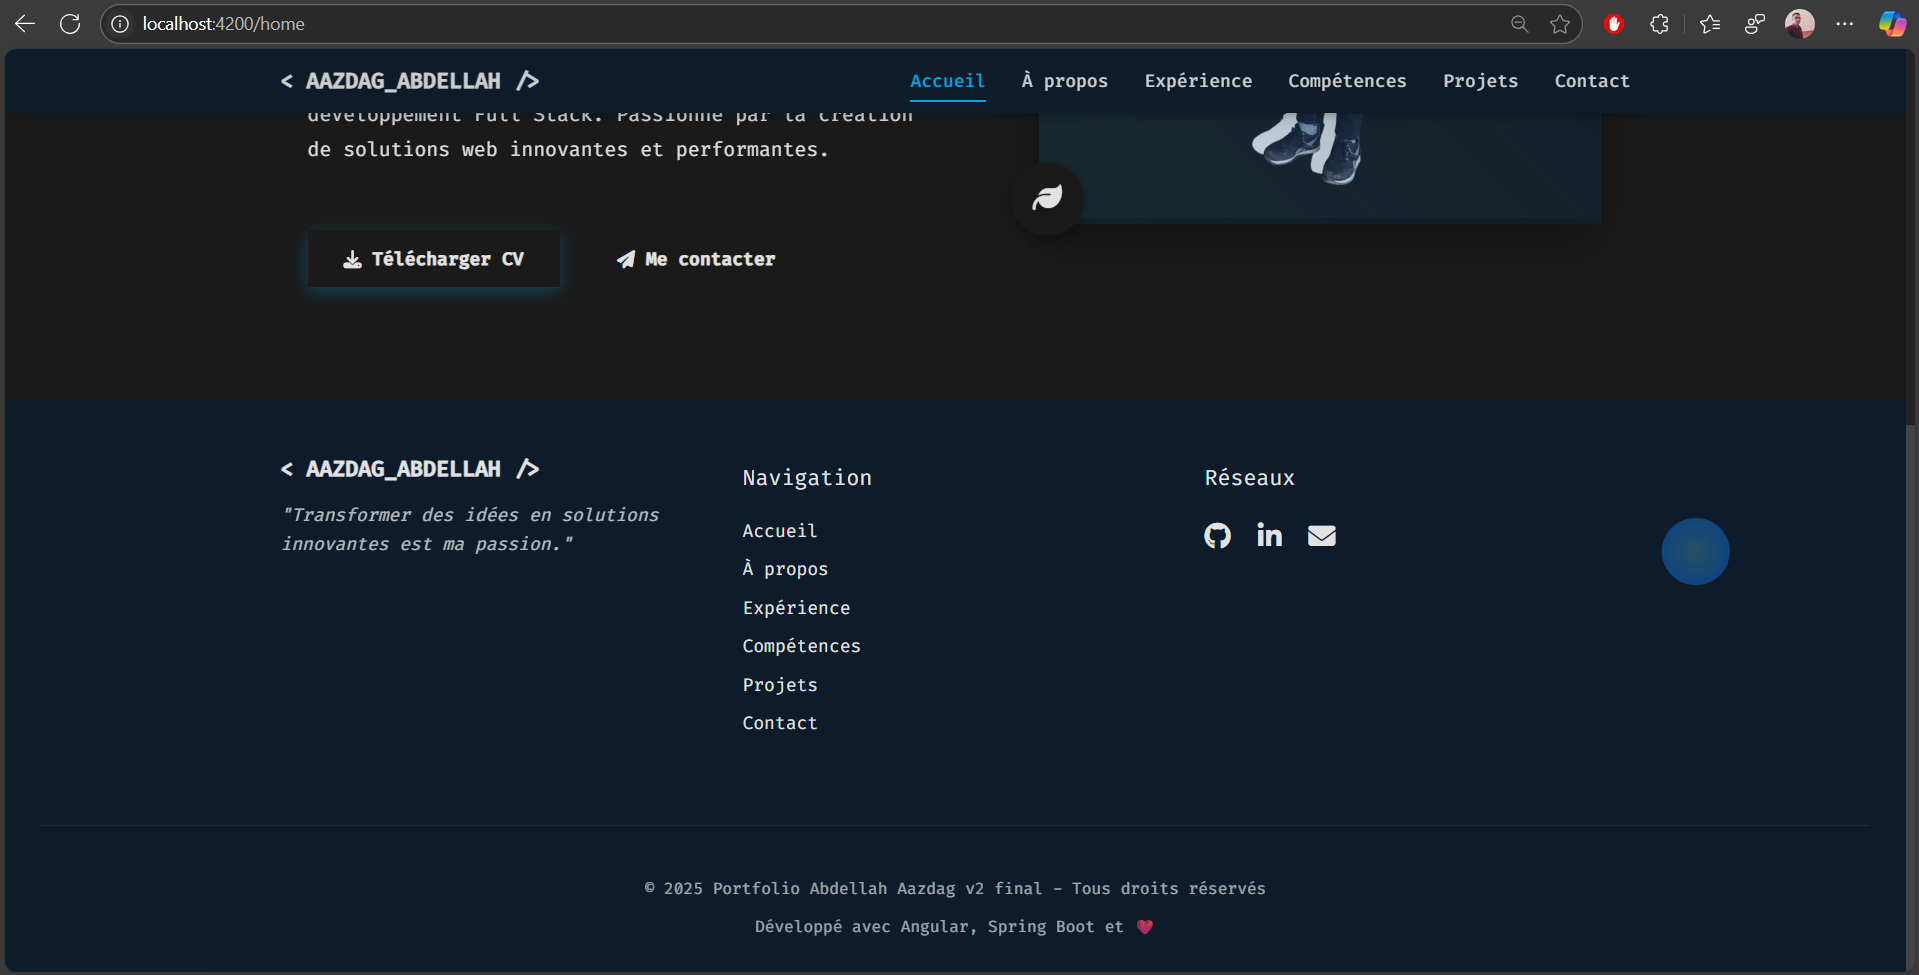 localhost:4200/home
< AAZDAG_ABDELLAH />
Accueil
À propos
Expérience
Compétences
Projets
Contact
développement Full Stack. Passionné par la création
de solutions web innovantes et performantes.
Télécharger CV
Me contacter
< AAZDAG_ABDELLAH />
"Transformer des idées en solutions
innovantes est ma passion."
Navigation
Accueil
À propos
Expérience
Compétences
Projets
Contact
Réseaux
in
© 2025 Portfolio Abdellah Aazdag v2 final - Tous droits réservés
Développé avec Angular, Spring Boot et ❤